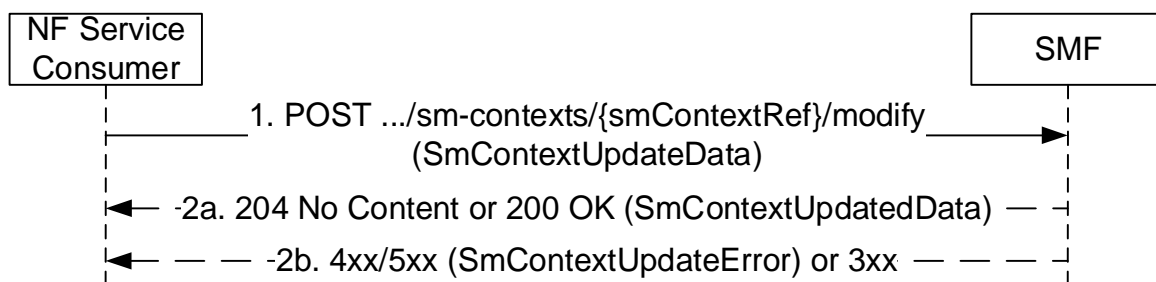 NF Service
Consumer
SMF
1. POST .../sm-contexts/{smContextRef}/modify
(SmContextUpdateData)
2a. 204 No Content or 200 OK (SmContextUpdatedData)
2b. 4xx/5xx (SmContextUpdateError) or 3xx